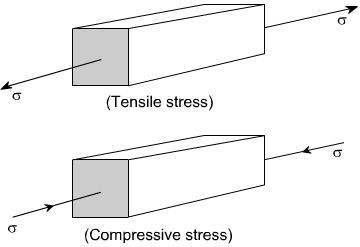 σ
σ
(Tensile stress)
σ
σ
(Compressive stress)